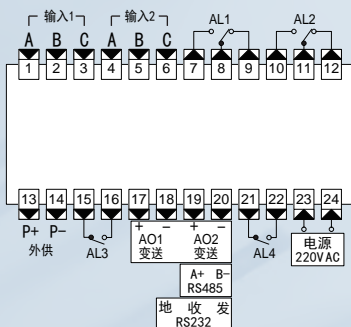 输入1 输入2 AL1 AL2
A B C A B C
1 2 3 4 5 6 7 8 9 10 11 12
13 14 15 16 17 18 19 20 21 22 23 24
P+ P- + − + −
外供 AL3 AO1 AO2 AL4 电源
变送 变送 220VAC
A+ B-
RS485
地 收 发
RS232